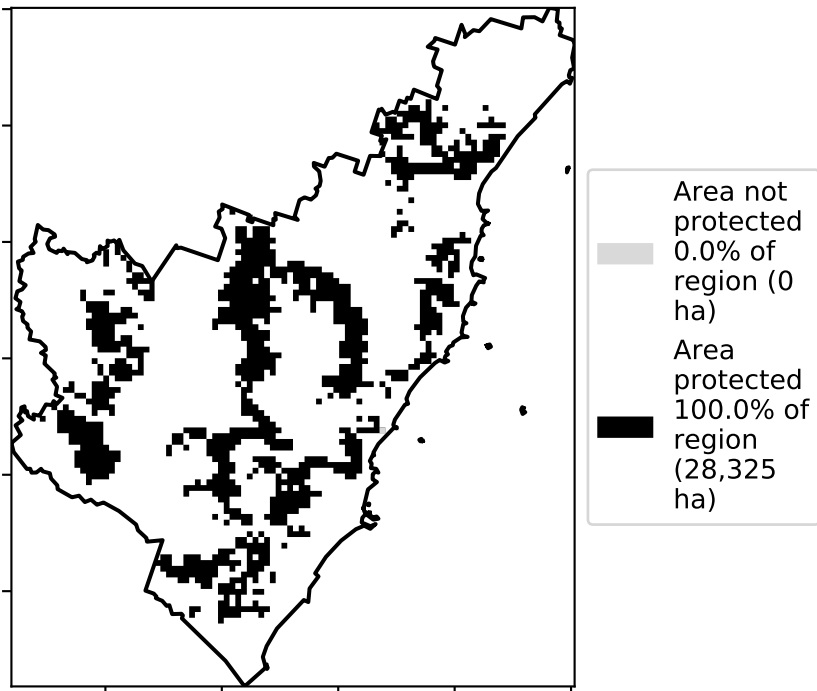 Area not
protected
0.0% of
region (0
ha)
Area
protected
100.0% of
region
(28,325
ha)